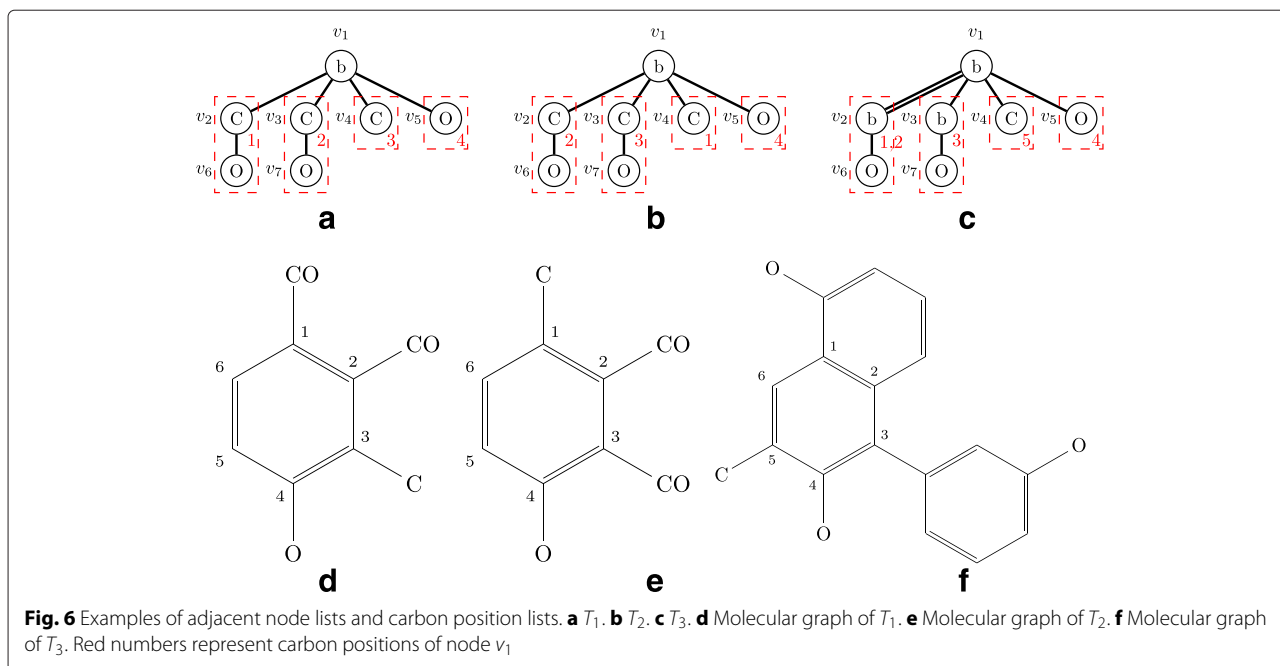 v1 v1 v1
b b b
v2 C 1 v3 C 2 v4 C 3 v5 O 4
v2 C 2 v3 C 3 v4 C 1 v5 O 4
v2 b 1,2 v3 b 3 v4 C 5 v5 O 4
v6 O v7 O
v6 O v7 O
v6 O v7 O
a b c
CO
1
2 CO
6
3
5
C
4
O
C
1
2 CO
6
3
5
CO
4
O
O
1
6 2
3
5
C
4
O
O
d e f
Fig. 6 Examples of adjacent node lists and carbon position lists. a T1. b T2. c T3. d Molecular graph of T1. e Molecular graph of T2. f Molecular graph
of T3. Red numbers represent carbon positions of node v1